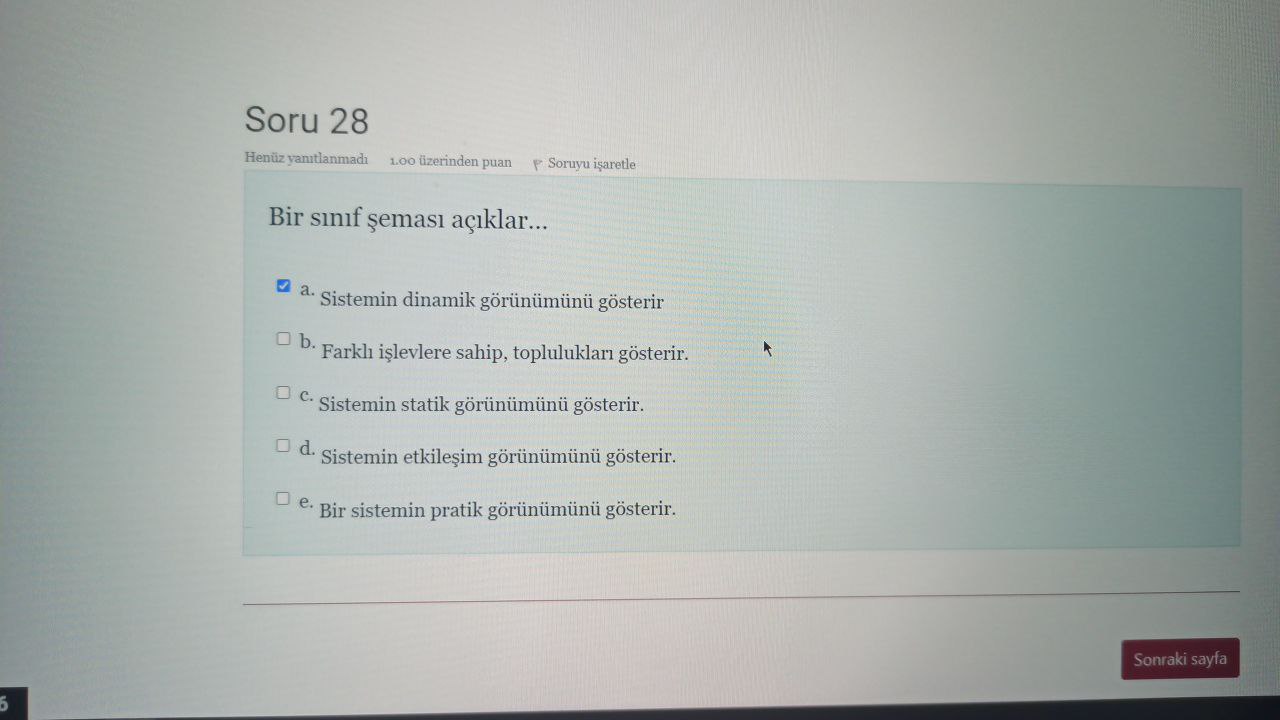 Soru 28
Henüz yanıtlanmadı 1.00 üzerinden puan Soruyu işaretle
Bir sınıf şeması açıklar...
a. Sistemin dinamik görünümünü gösterir
b. Farklı işlevlere sahip, toplulukları gösterir.
c. Sistemin statik görünümünü gösterir.
d. Sistemin etkileşim görünümünü gösterir.
e. Bir sistemin pratik görünümünü gösterir.
Sonraki sayfa
6